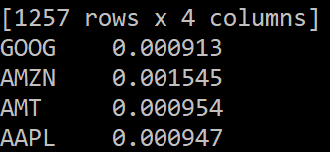 [1257 rows x 4 columns]
GOOG    0.000913
AMZN    0.001545
AMT     0.000954
AAPL    0.000947